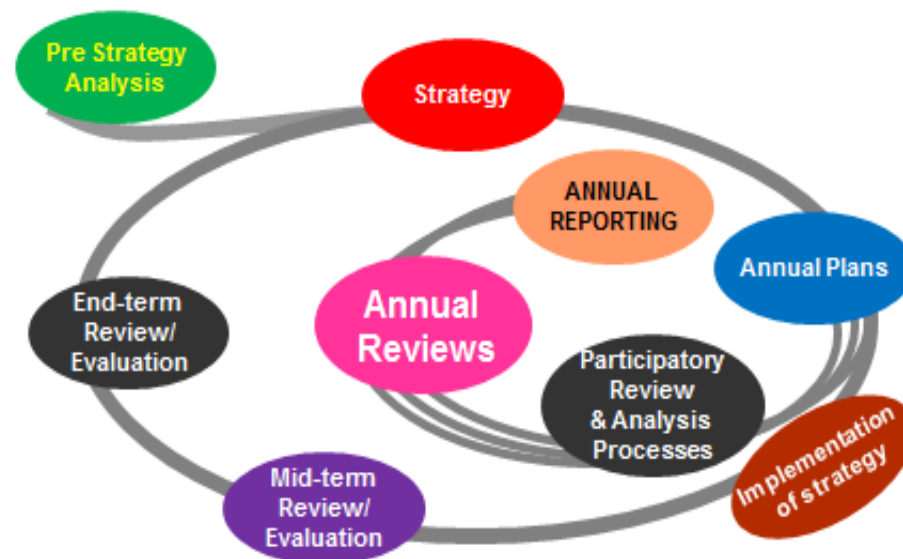 Pre Strategy
Analysis
Strategy
ANNUAL
REPORTING
Annual Plans
Annual
Reviews
End-term
Review/
Evaluation
Participatory
Review
& Analysis
Processes
Implementation
of strategy
Mid-term
Review/
Evaluation